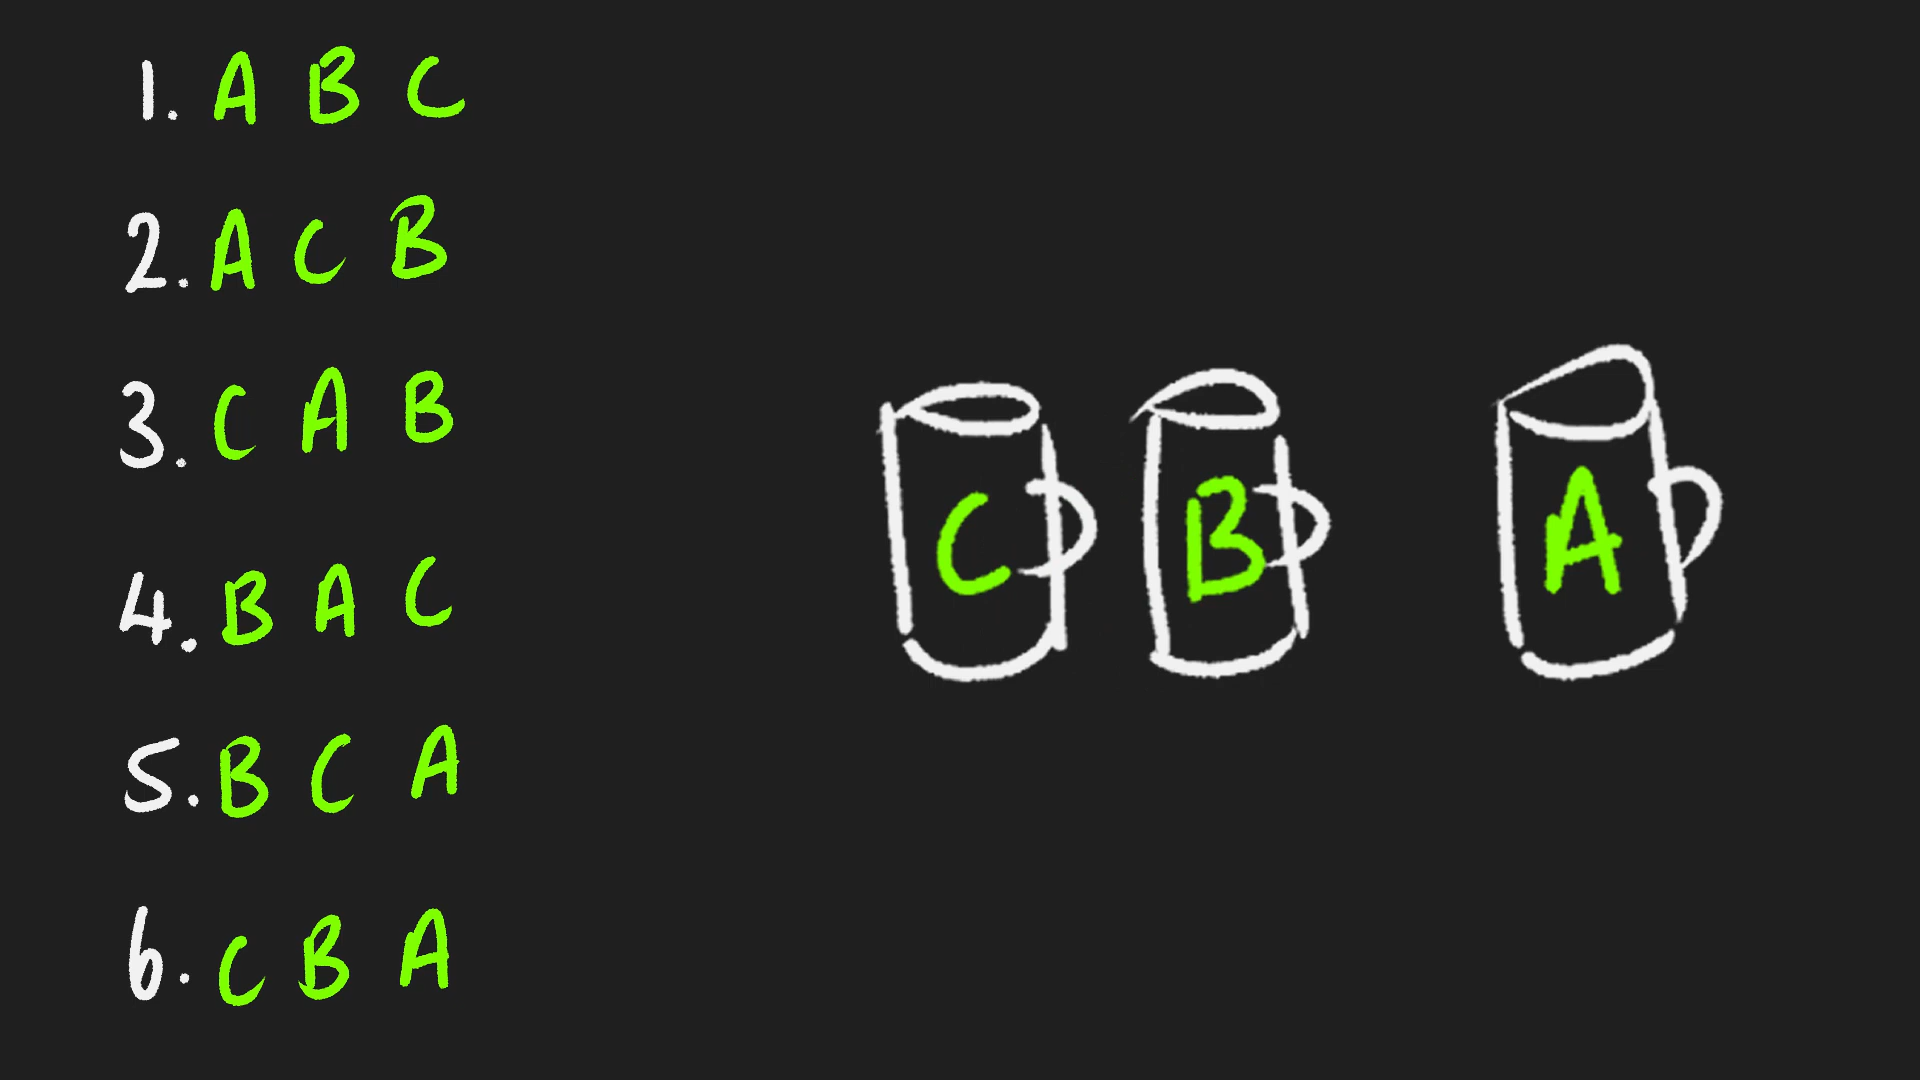 1. A B C
2. A C B
3. C A B
4. B A C
5. B C A
6. C B A
C B A